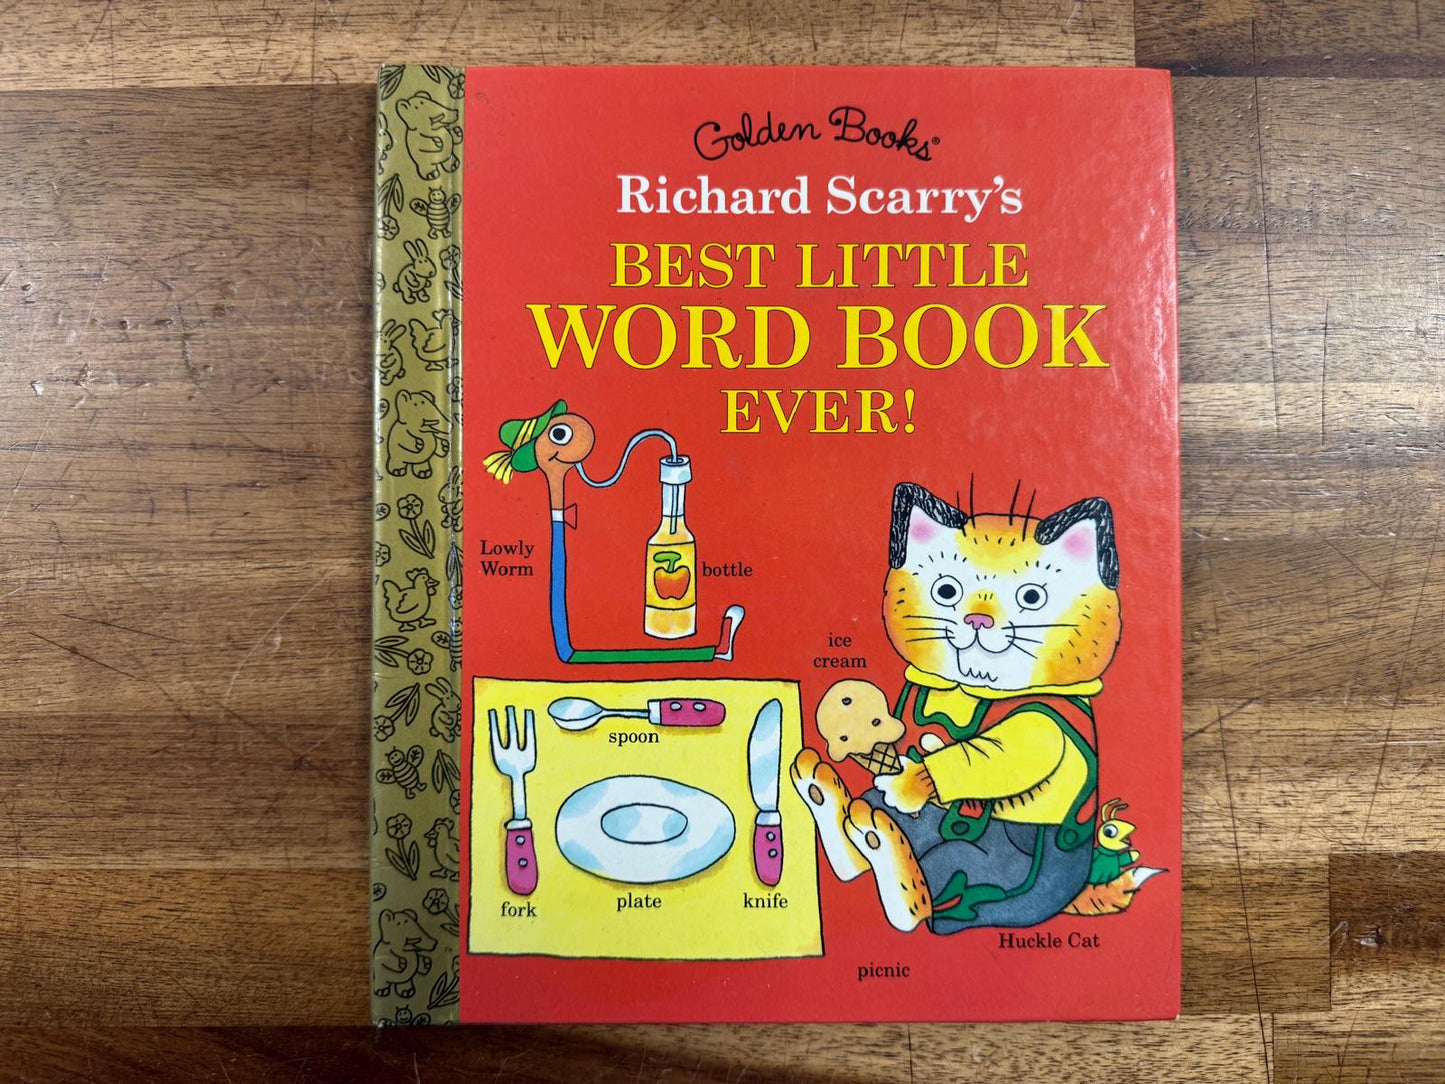 Golden Books®
Richard Scarry's
BEST LITTLE
WORD BOOK
EVER!
Lowly
Worm
bottle
ice
cream
spoon
fork
plate
knife
Huckle Cat
picnic